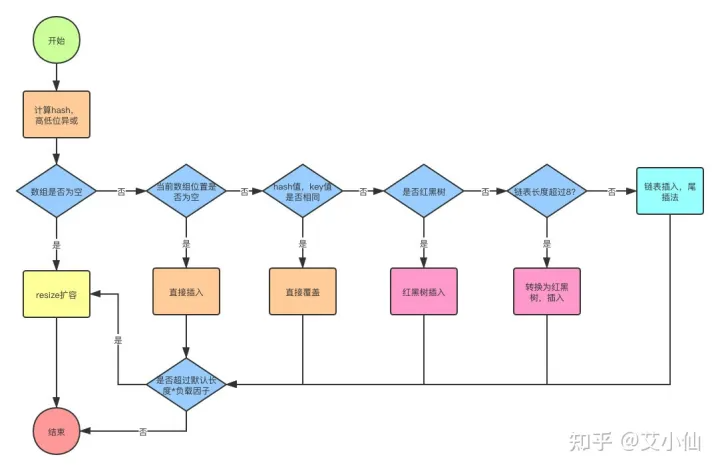 开始
计算hash,
高低位异或
数组是否为空
否
当前数组位置是
否为空
否
hash值，key值
是否相同
否
是否红黑树
否
链表长度超过8?
否
链表插入，尾
插法
是
是
是
是
是
resize扩容
直接插入
直接覆盖
红黑树插入
转换为红黑
树，插入
是
是否超过默认长
度*负载因子
否
结束
知乎 @艾小仙